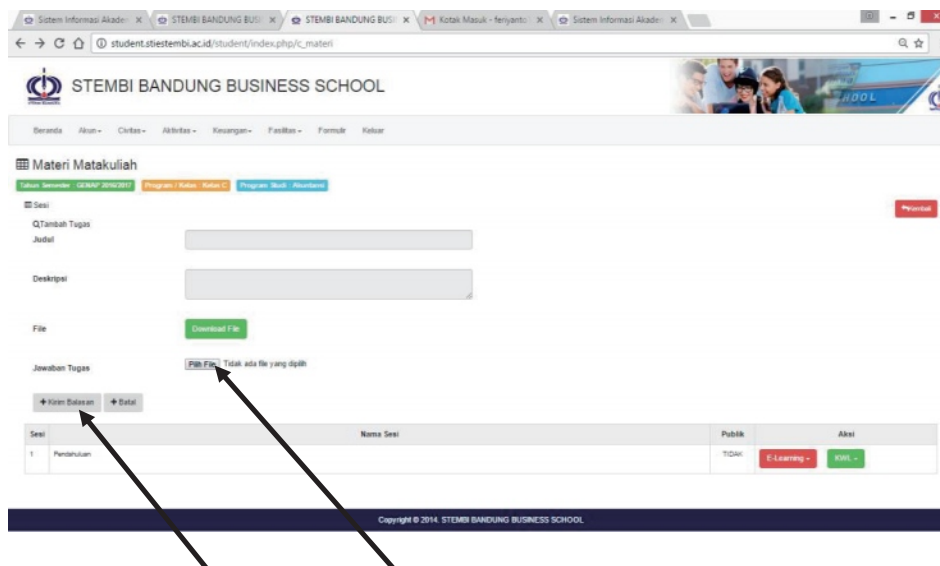 Sistem Informasi Akade
STEMBI BANDUNG BUSI
STEMBI BANDUNG BUSI
Kotak Masuk - feriyanto
Sistem Informasi Akade
student.stiestembi.ac.id/student/index.php/c_materi
STEMBI BANDUNG BUSINESS SCHOOL
HOOL
Beranda Akun Civitas Aktivitas Keuangan Fasilitas Formulir Keluar
Materi Matakuliah
Tahun Semester : GENAP 2016/2017 Program / Kelas : Kelas C Program Studi : Akuntansi
Sesi
Kembali
Tambah Tugas
Judul
Deskripsi
File Download File
Jawaban Tugas Pilih File Tidak ada file yang dipilih
Kirim Balasan Batal
Sesi Nama Sesi Publik Aksi
1 Pendahuluan TIDAK E-Learning KWL
Copyright © 2014. STEMBI BANDUNG BUSINESS SCHOOL